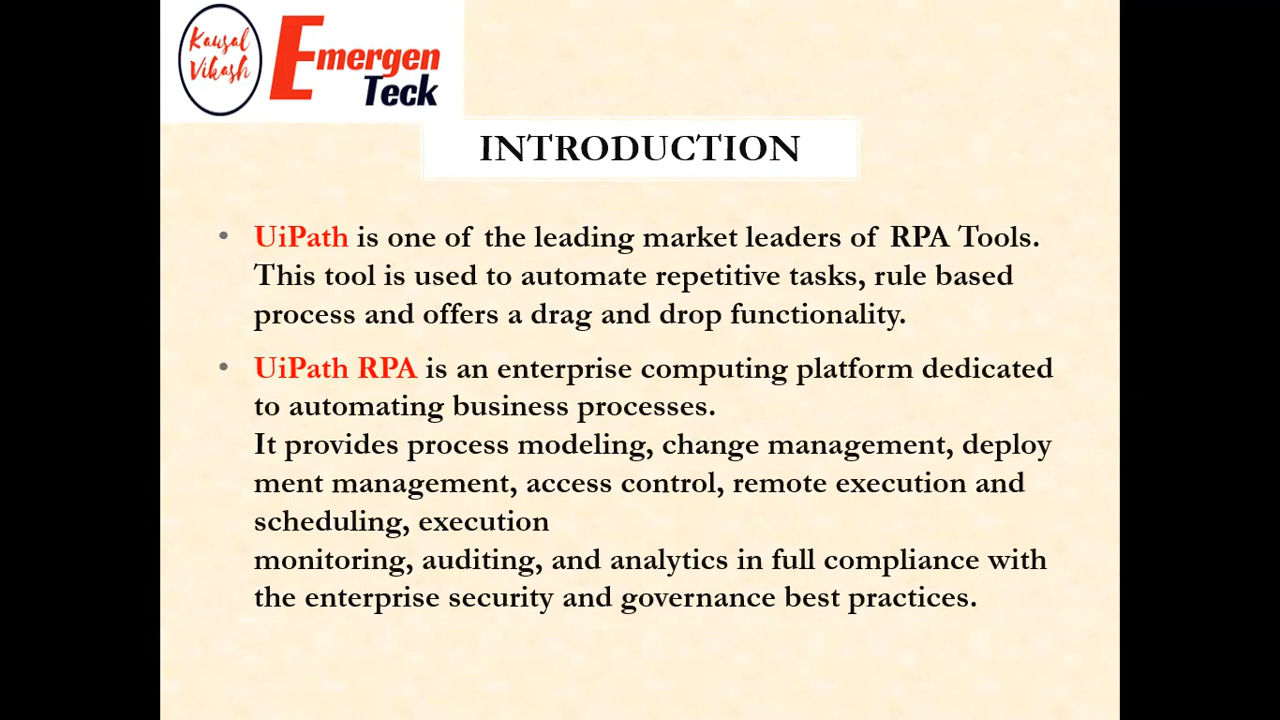 Kausal
Vikash
Emergen
Teck
INTRODUCTION
• UiPath is one of the leading market leaders of RPA Tools.
This tool is used to automate repetitive tasks, rule based
process and offers a drag and drop functionality.
• UiPath RPA is an enterprise computing platform dedicated
to automating business processes.
It provides process modeling, change management, deploy
ment management, access control, remote execution and
scheduling, execution
monitoring, auditing, and analytics in full compliance with
the enterprise security and governance best practices.